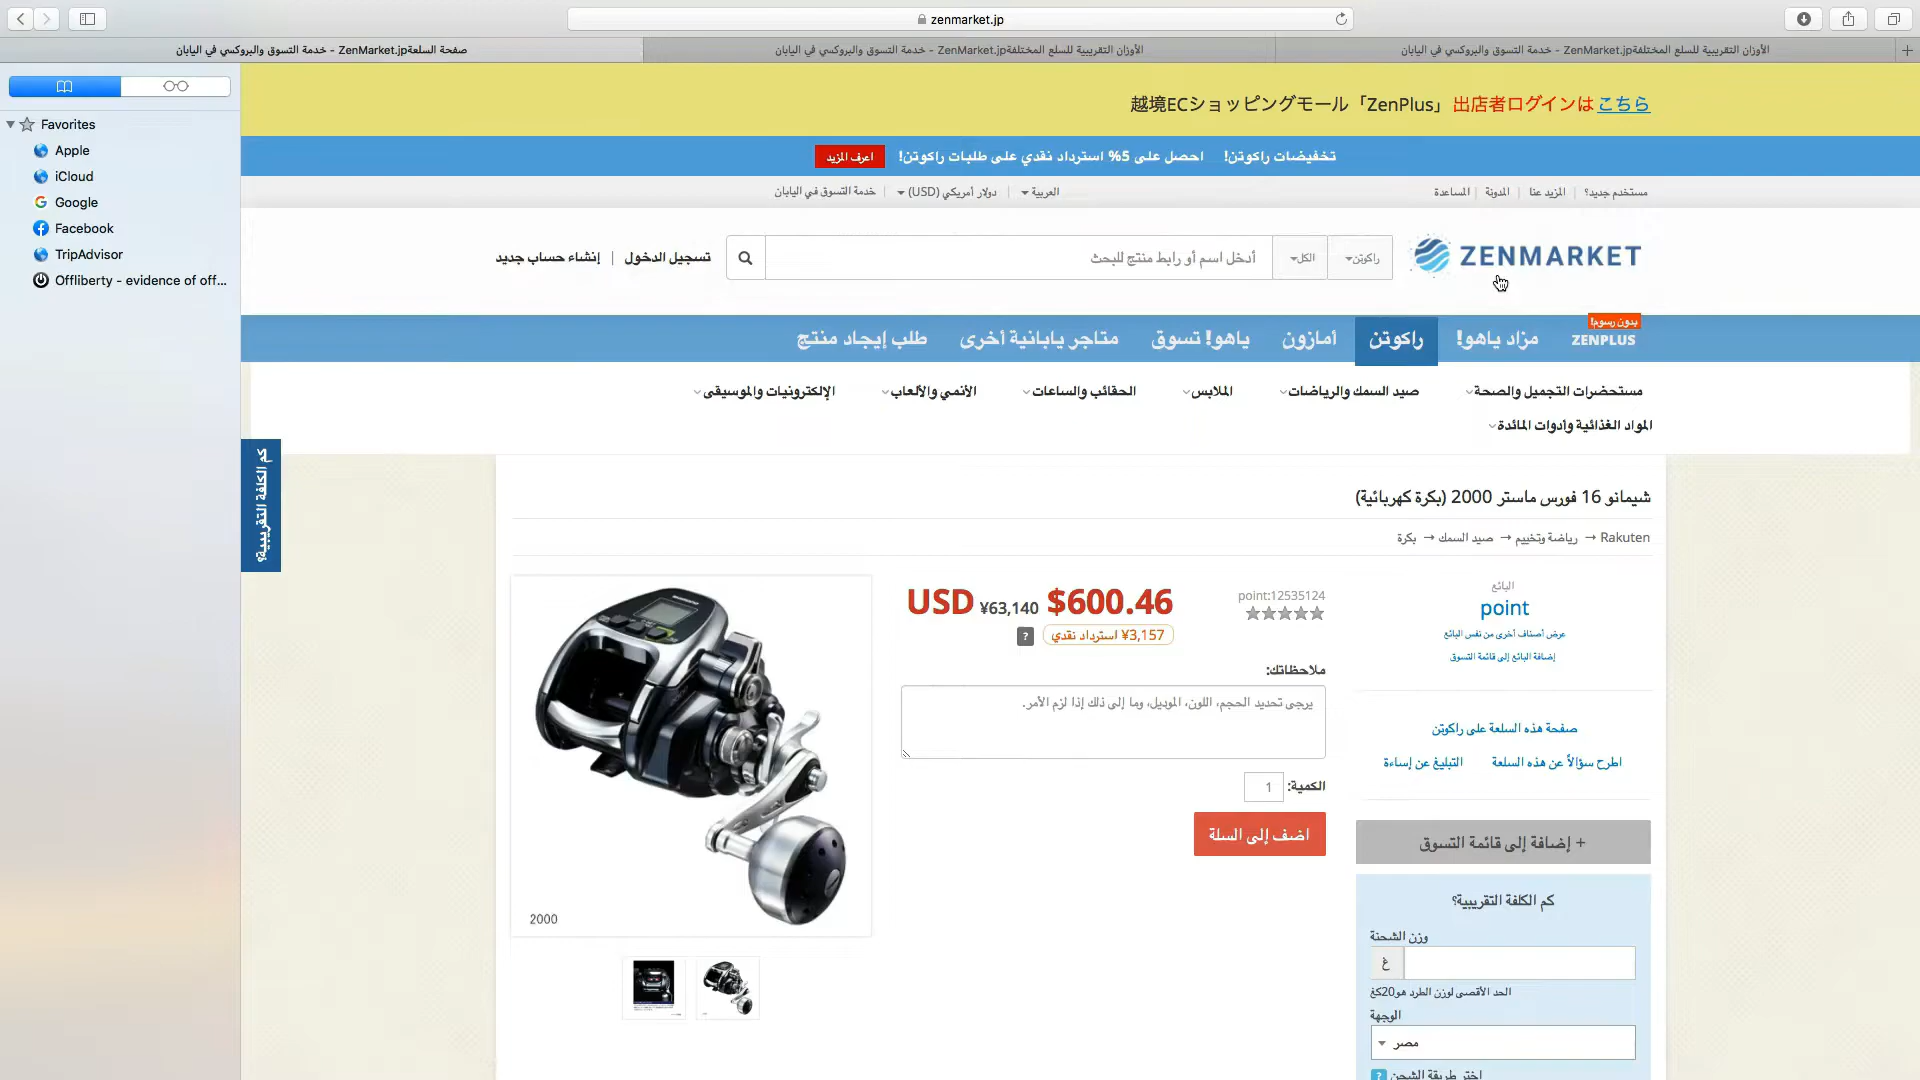 zenmarket.jp
صفحة السلعةZenMarket.jp - خدمة التسوق والبروكسي في اليابان
الأوزان التقريبية للسلع المختلفةZenMarket.jp - خدمة التسوق والبروكسي في اليابان
الأوزان التقريبية للسلع المختلفةZenMarket.jp - خدمة التسوق والبروكسي في اليابان
Favorites
Apple
iCloud
Google
Facebook
TripAdvisor
Offliberty - evidence of off...
越境ECショッピングモール「ZenPlus」出店者ログインは こちら
تخفيضات راكوتن! احصل على 5% استرداد نقدي على طلبات راكوتن! اعرف المزيد
مستخدم جديد؟ | المزيد عنا | المدونة | المساعدة
العربية | دولار أمريكي (USD) | خدمة التسوق في اليابان
ZENMARKET
راكوتن
الكل
أدخل اسم أو رابط منتج للبحث
تسجيل الدخول | إنشاء حساب جديد
بدون رسوم!
ZENPLUS مزاد ياهو! راكوتن أمازون ياهو! تسوق متاجر يابانية أخرى طلب إيجاد منتج
مستحضرات التجميل والصحة صيد السمك والرياضات الملابس الحقائب والساعات الأنمي والألعاب الإلكترونيات والموسيقى
المواد الغذائية وأدوات المائدة
كم الكلفة التقريبية؟
شيمانو 16 فورس ماستر 2000 (بكرة كهربائية)
Rakuten → رياضة وتخييم → صيد السمك → بكرة
البائع
point
عرض أصناف أخرى من نفس البائع
إضافة البائع إلى قائمة التسوق
صفحة هذه السلعة على راكوتن
اطرح سؤالاً عن هذه السلعة التبليغ عن إساءة
+ إضافة إلى قائمة التسوق
كم الكلفة التقريبية؟
وزن الشحنة
غ
الحد الأقصى لوزن الطرد هو20كغ
الوجهة
مصر
اختر طريقة الشحن ?
point:12535124
USD ¥63,140 $600.46
¥3,157 استرداد نقدي ?
ملاحظاتك:
يرجى تحديد الحجم، اللون، الموديل، وما إلى ذلك إذا لزم الأمر.
الكمية: 1
اضف إلى السلة
2000